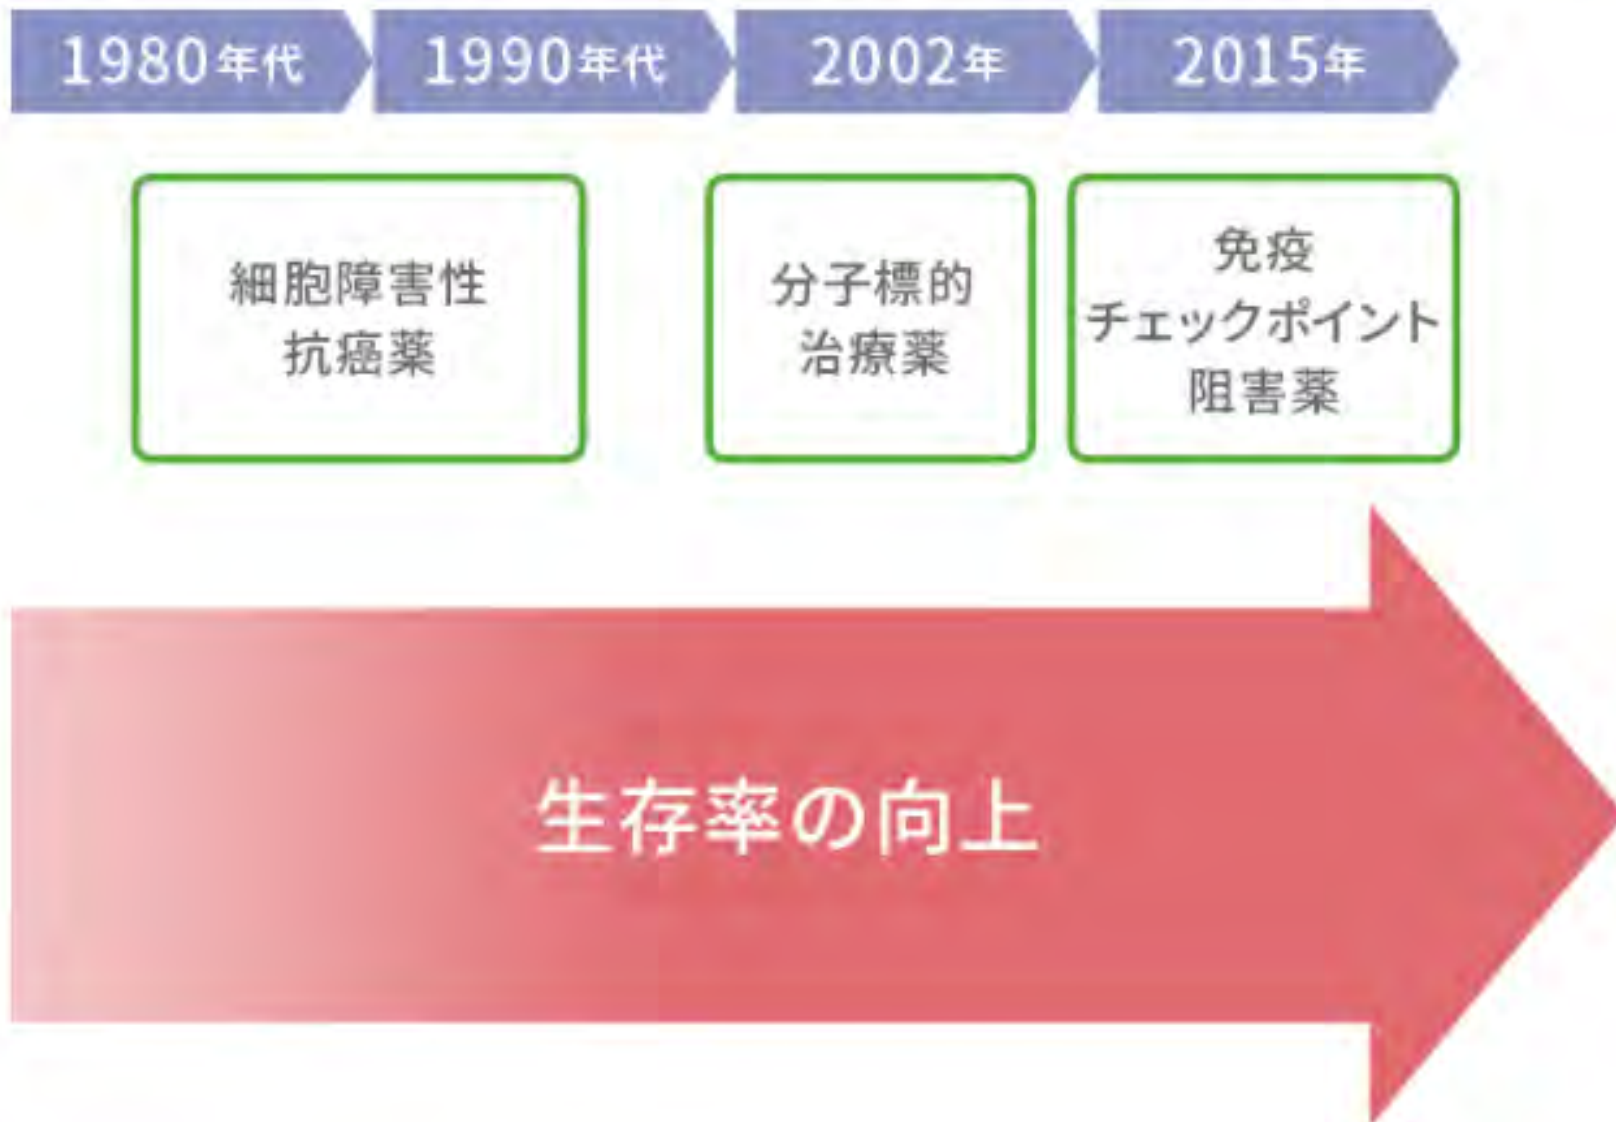 1980年代
1990年代
2002年
2015年
細胞障害性
抗癌薬
分子標的
治療薬
免疫
チェックポイント
阻害薬
生存率の向上